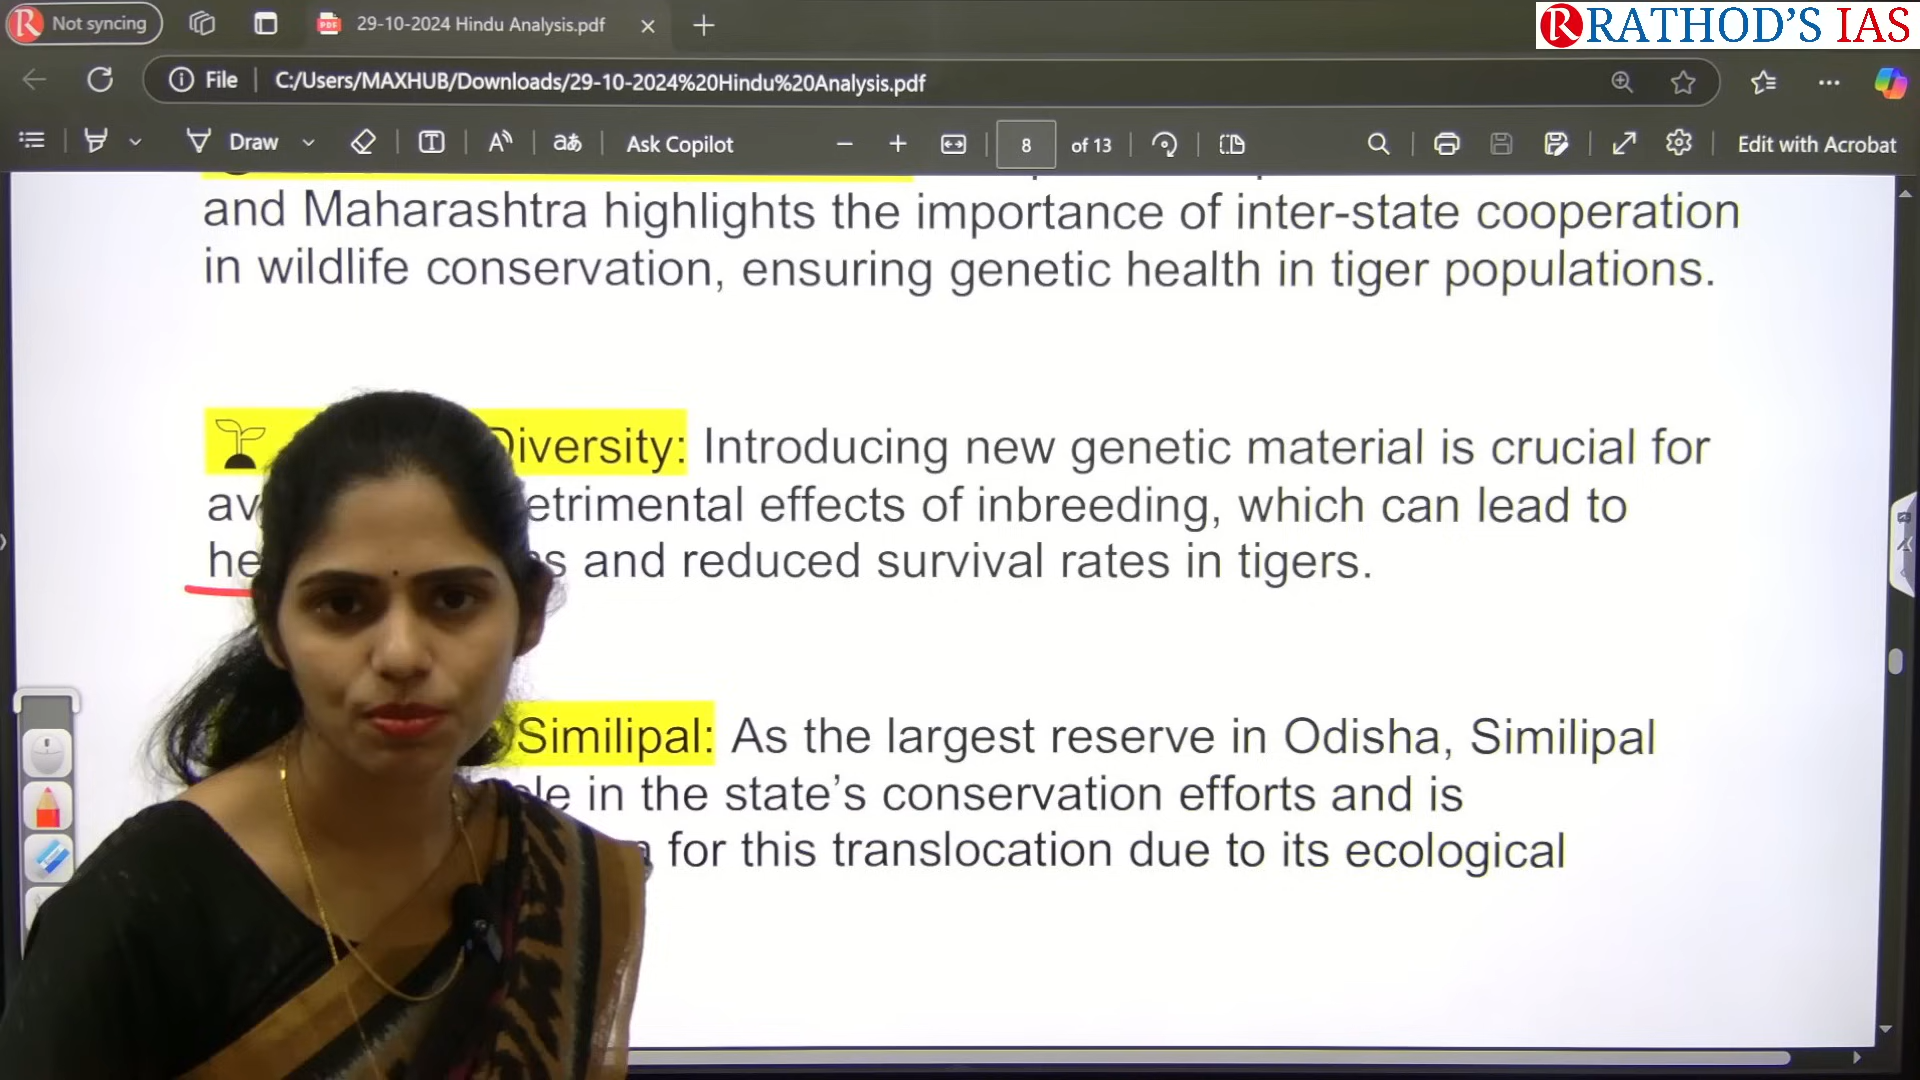 Not syncing
29-10-2024 Hindu Analysis.pdf
RATHOD'S IAS
File
C:/Users/MAXHUB/Downloads/29-10-2024%20Hindu%20Analysis.pdf
Draw
Ask Copilot
8 of 13
Edit with Acrobat
and Maharashtra highlights the importance of inter-state cooperation
in wildlife conservation, ensuring genetic health in tiger populations.
Diversity: Introducing new genetic material is crucial for
av etrimental effects of inbreeding, which can lead to
he s and reduced survival rates in tigers.
Similipal: As the largest reserve in Odisha, Similipal
in the state's conservation efforts and is
for this translocation due to its ecological